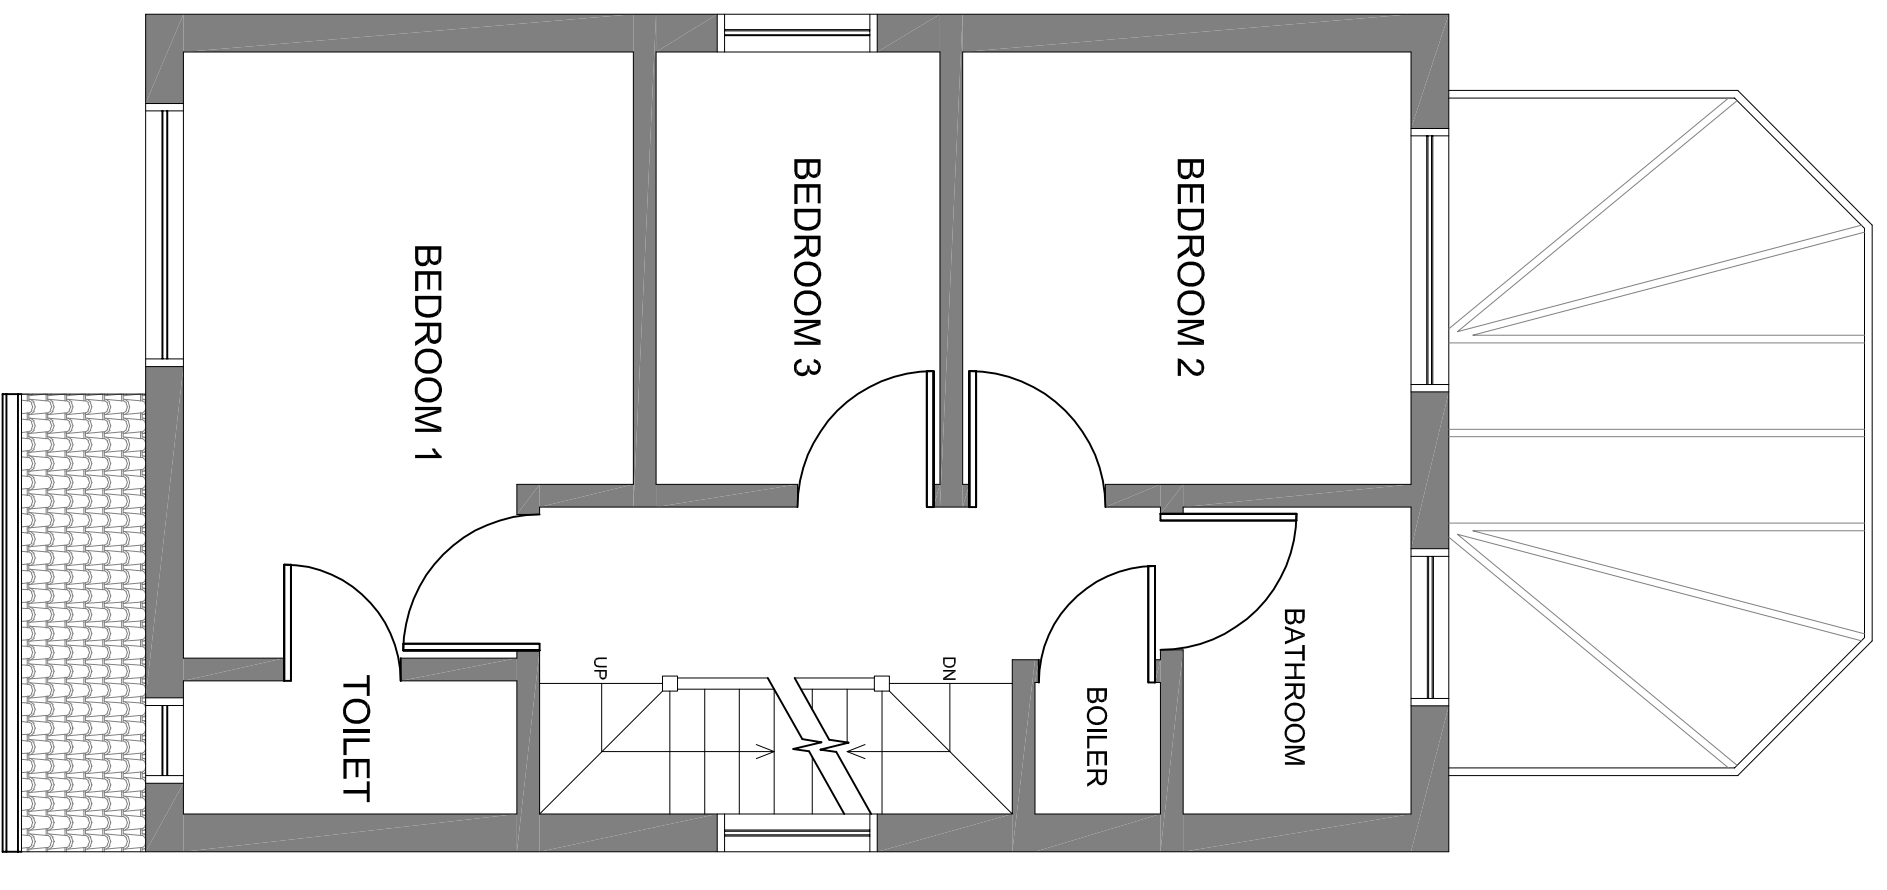 BEDROOM 1
BEDROOM 3
BEDROOM 2
TOILET
UP
DN
BOILER
BATHROOM